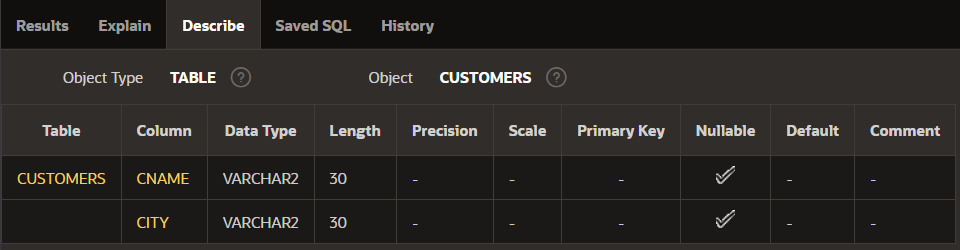 Results Explain Describe Saved SQL History
Object Type TABLE ? Object CUSTOMERS ?
Table Column Data Type Length Precision Scale Primary Key Nullable Default Comment
CUSTOMERS CNAME VARCHAR2 30 - - - - -
CITY VARCHAR2 30 - - - - -